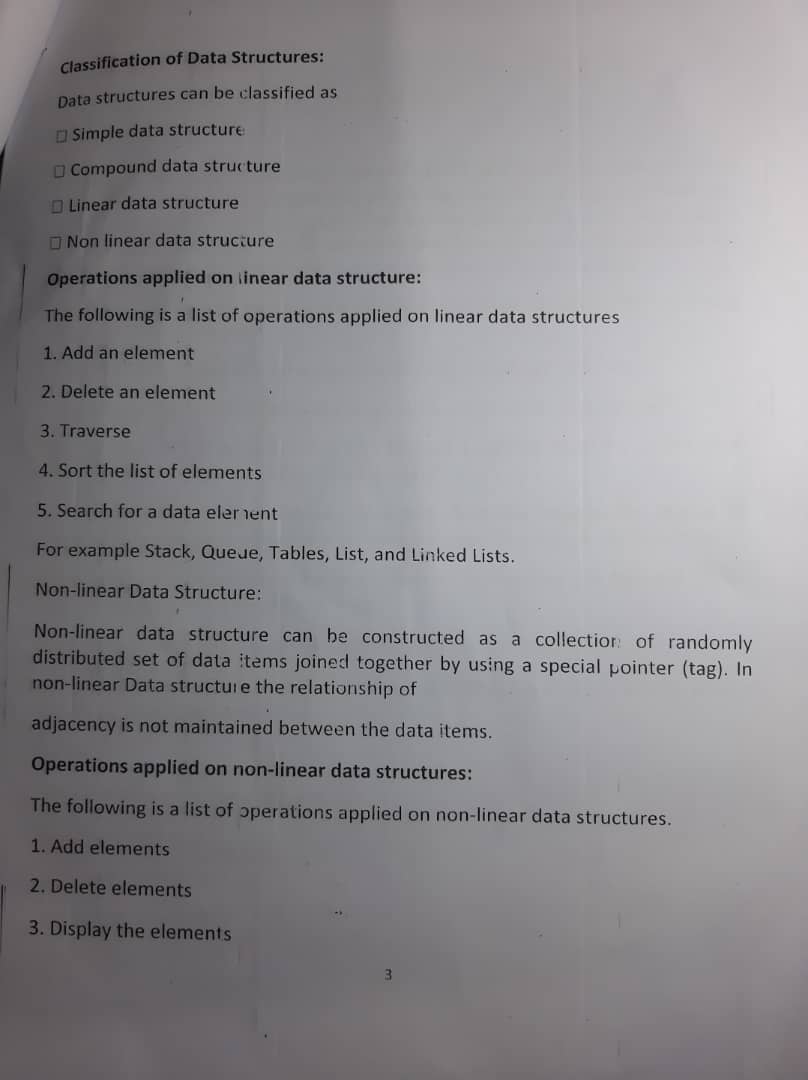 Classification of Data Structures:
Data structures can be classified as
□ Simple data structure
□ Compound data structure
□ Linear data structure
□ Non linear data structure
Operations applied on linear data structure:
The following is a list of operations applied on linear data structures
1. Add an element
2. Delete an element
3. Traverse
4. Sort the list of elements
5. Search for a data element
For example Stack, Queue, Tables, List, and Linked Lists.
Non-linear Data Structure:
Non-linear data structure can be constructed as a collection of randomly
distributed set of data items joined together by using a special pointer (tag). In
non-linear Data structure the relationship of
adjacency is not maintained between the data items.
Operations applied on non-linear data structures:
The following is a list of operations applied on non-linear data structures.
1. Add elements
2. Delete elements
3. Display the elements
3